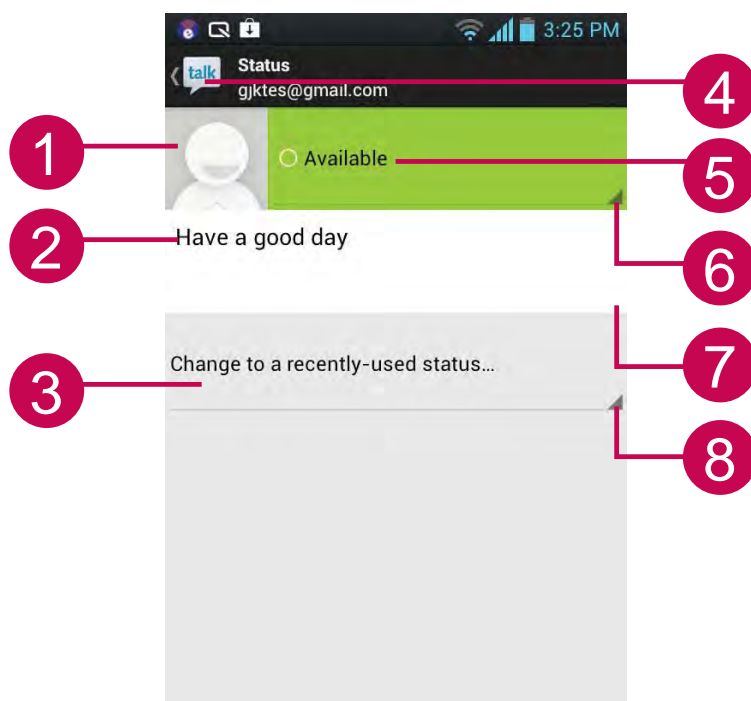 3:25 PM
talk
Status
gjktes@gmail.com
4
1
Available
5
2
Have a good day
6
7
Change to a recently-used status...
3
8